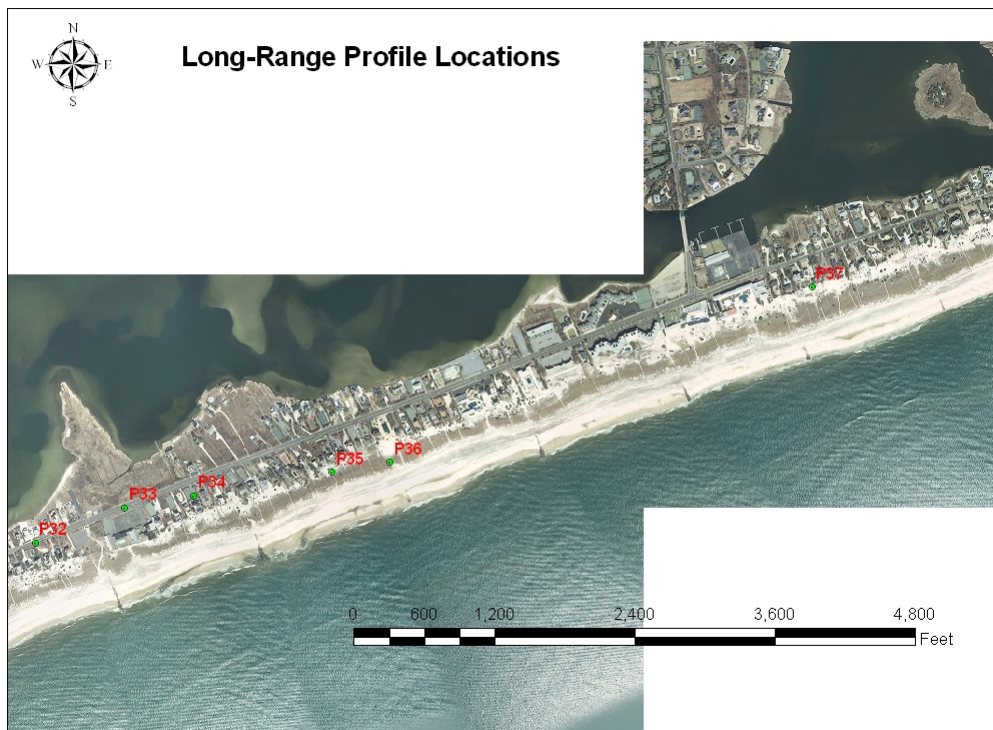 N
Long-Range Profile Locations
W E
S
P37
P36
P35
P34
P33
P32
0 600 1,200 2,400 3,600 4,800
Feet